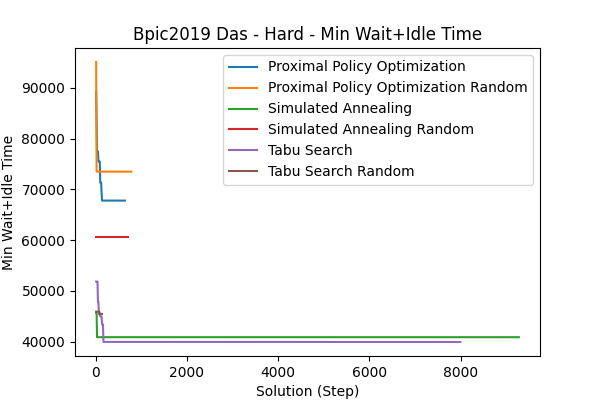 Bpic2019 Das - Hard - Min Wait+Idle Time
Min Wait+Idle Time
90000
80000
70000
60000
50000
40000
Proximal Policy Optimization
Proximal Policy Optimization Random
Simulated Annealing
Simulated Annealing Random
Tabu Search
Tabu Search Random
0 2000 4000 6000 8000
Solution (Step)